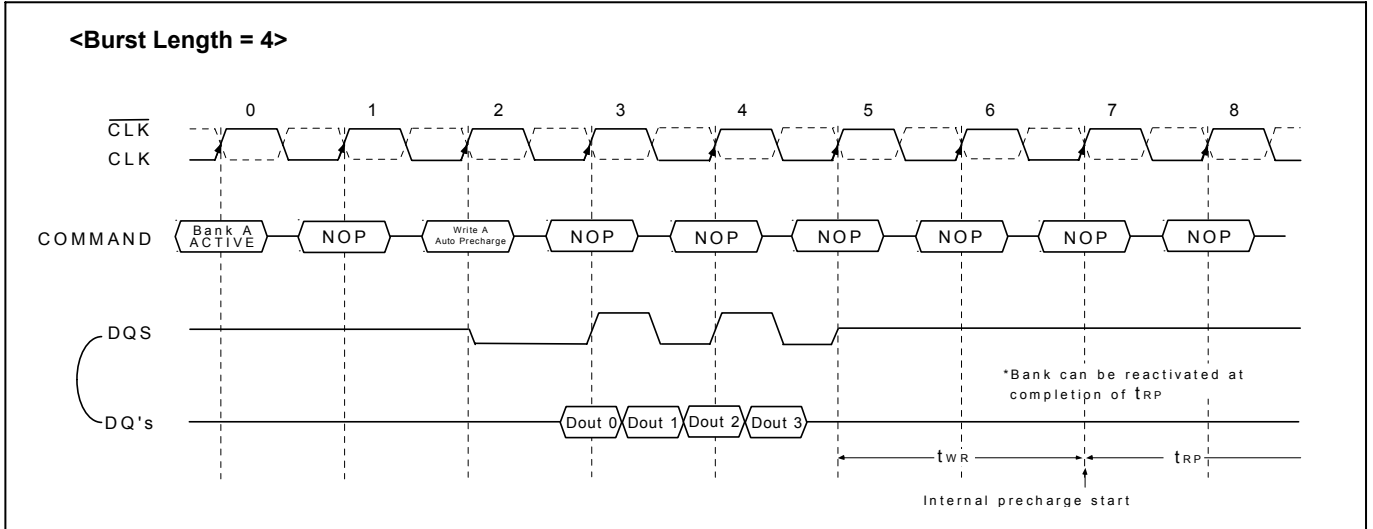 <Burst Length = 4>
0 1 2 3 4 5 6 7 8
CLK
CLK
COMMAND
Bank A
ACTIVE
NOP
Write A
Auto Precharge
NOP
NOP
NOP
NOP
NOP
NOP
DQS
*Bank can be reactivated at
completion of tRP
DQ's
Dout 0 Dout 1 Dout 2 Dout 3
tWR
tRP
Internal precharge start